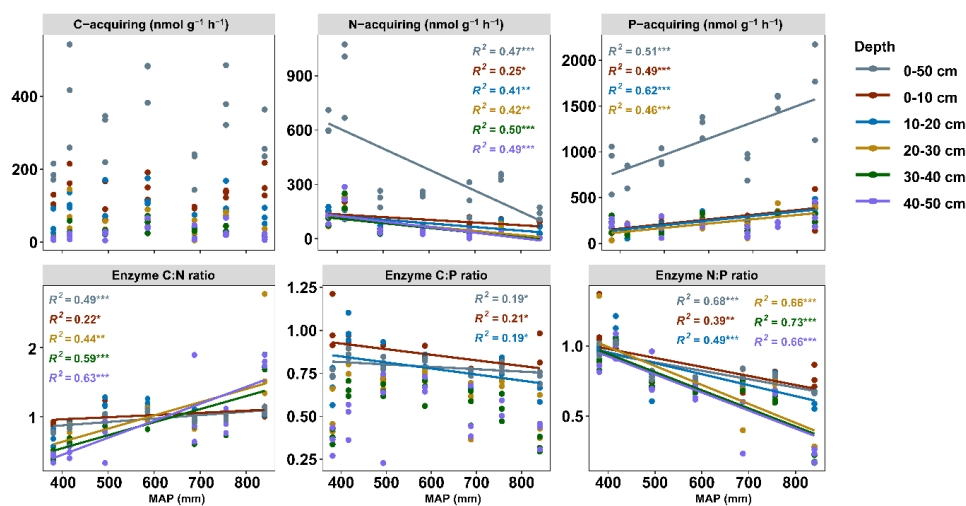 C−acquiring (nmol g⁻¹ h⁻¹)
N−acquiring (nmol g⁻¹ h⁻¹)
P−acquiring (nmol g⁻¹ h⁻¹)
400
200
0
900
600
300
0
R² = 0.47***
R² = 0.25*
R² = 0.41**
R² = 0.42**
R² = 0.50***
R² = 0.49***
2000
1500
1000
500
0
R² = 0.51***
R² = 0.49***
R² = 0.62***
R² = 0.46***
Depth
0-50 cm
0-10 cm
10-20 cm
20-30 cm
30-40 cm
40-50 cm
Enzyme C:N ratio
Enzyme C:P ratio
Enzyme N:P ratio
2
1
R² = 0.49***
R² = 0.22*
R² = 0.44**
R² = 0.59***
R² = 0.63***
400 500 600 700 800
MAP (mm)
1.25
1.00
0.75
0.50
0.25
R² = 0.19*
R² = 0.21*
R² = 0.19*
400 500 600 700 800
MAP (mm)
1.0
0.5
R² = 0.68*** R² = 0.66***
R² = 0.39** R² = 0.73***
R² = 0.49*** R² = 0.66***
400 500 600 700 800
MAP (mm)